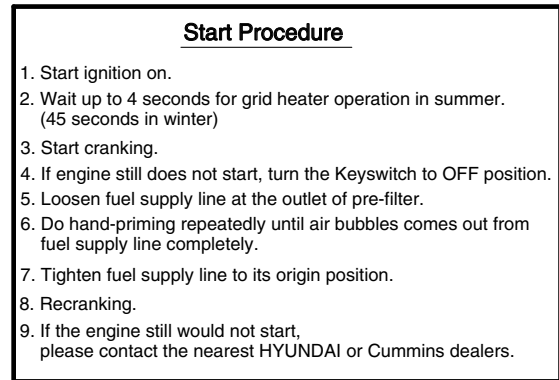 Start Procedure
1. Start ignition on.
2. Wait up to 4 seconds for grid heater operation in summer.
(45 seconds in winter)
3. Start cranking.
4. If engine still does not start, turn the Keyswitch to OFF position.
5. Loosen fuel supply line at the outlet of pre-filter.
6. Do hand-priming repeatedly until air bubbles comes out from
fuel supply line completely.
7. Tighten fuel supply line to its origin position.
8. Recranking.
9. If the engine still would not start,
please contact the nearest HYUNDAI or Cummins dealers.